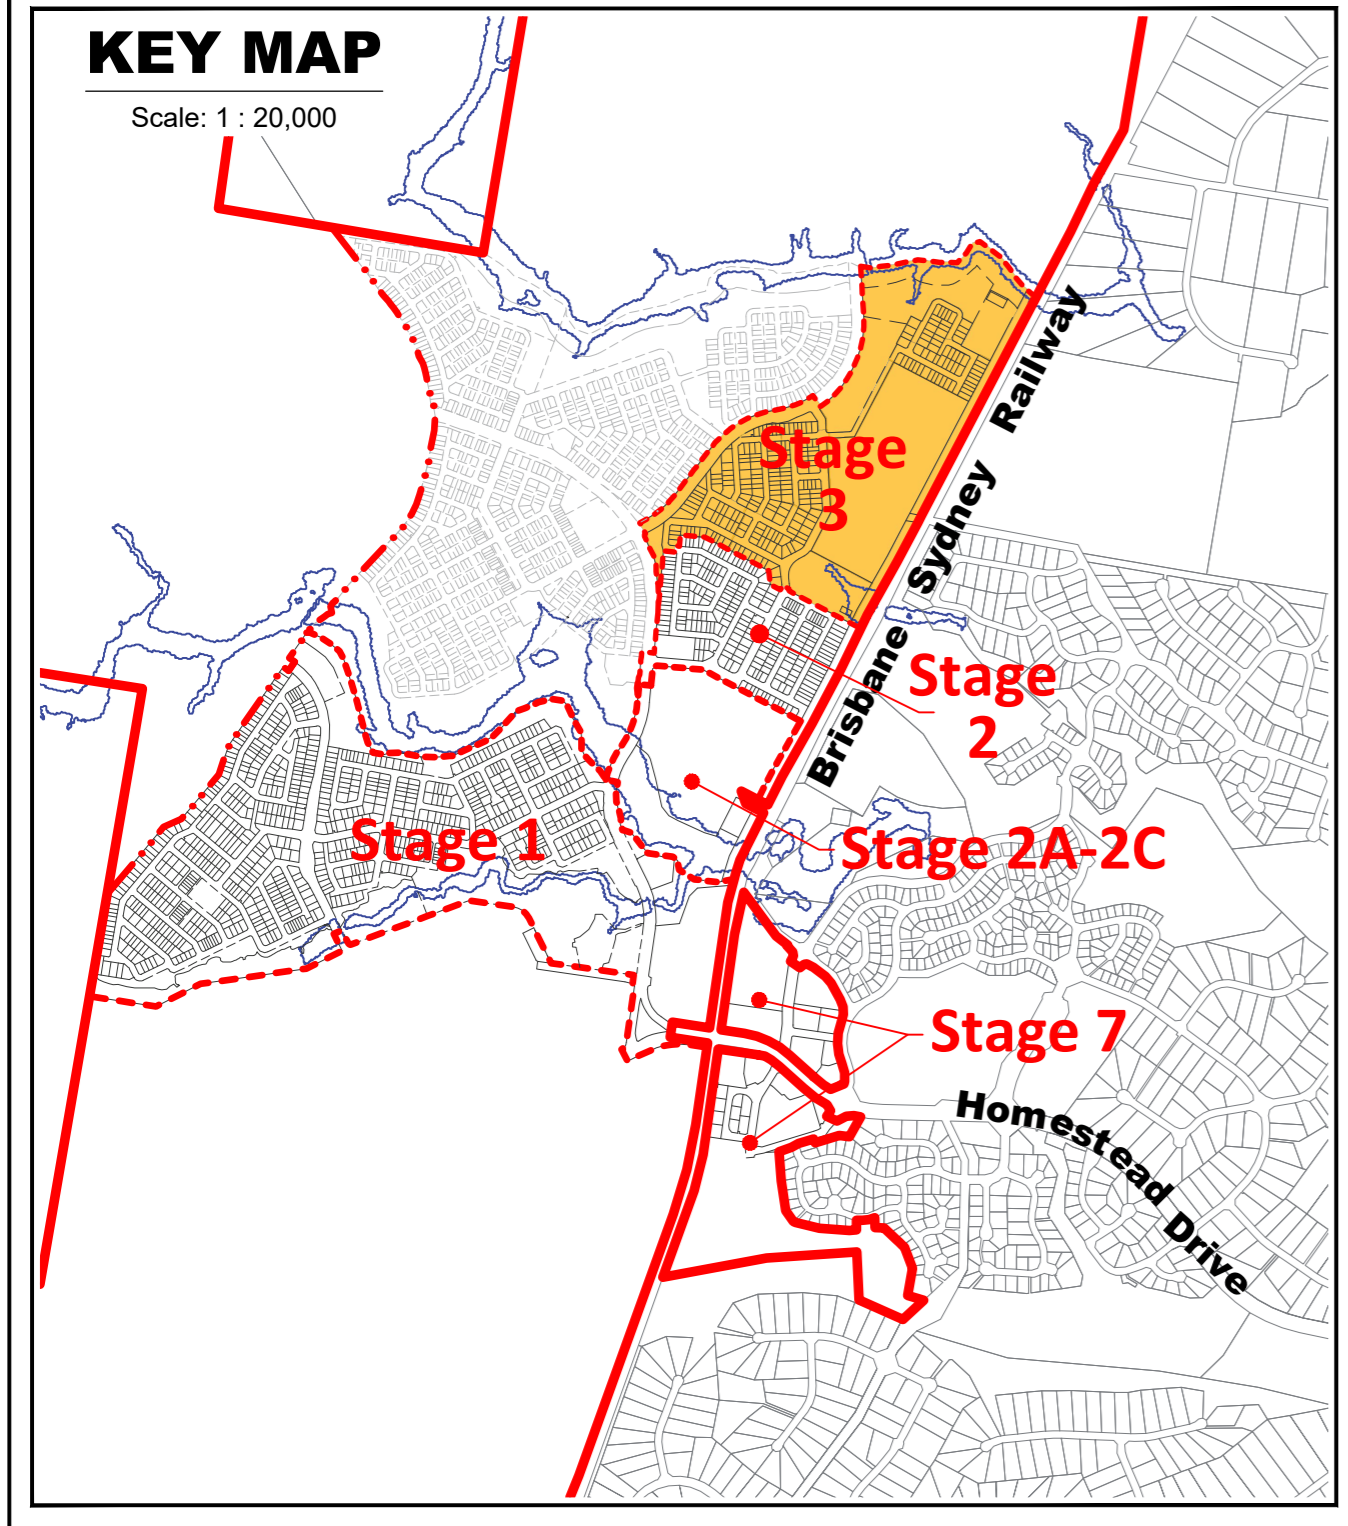 KEY MAP
Scale: 1 : 20,000
Brisbane Sydney Railway
Stage
3
Stage
2
Stage 1
Stage 2A-2C
Stage 7
Homestead Drive